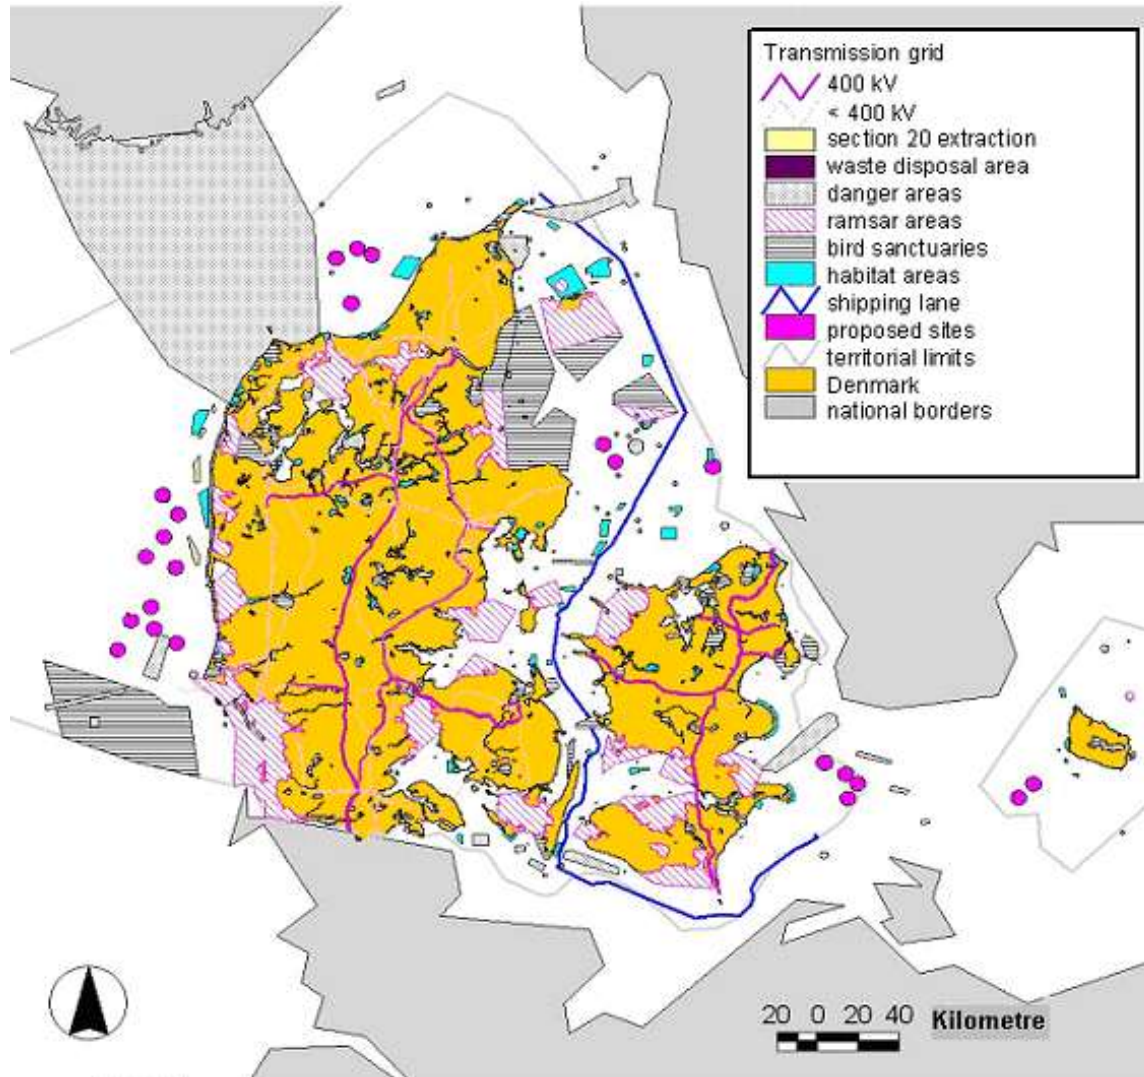 Transmission grid
400 kV
< 400 kV
section 20 extraction
waste disposal area
danger areas
ramsar areas
bird sanctuaries
habitat areas
shipping lane
proposed sites
territorial limits
Denmark
national borders
20 0 20 40 Kilometre